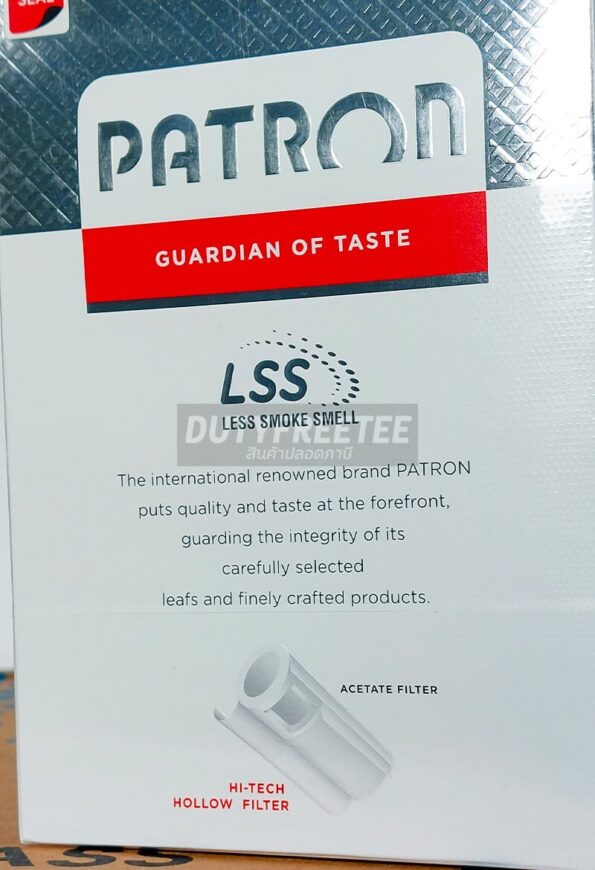 SEAL
PATRON
GUARDIAN OF TASTE
LSS
LESS SMOKE SMELL
DUTYFREETEE
สินค้าปลอดภาษี
The international renowned brand PATRON
puts quality and taste at the forefront,
guarding the integrity of its
carefully selected
leafs and finely crafted products.
ACETATE FILTER
HI-TECH
HOLLOW FILTER